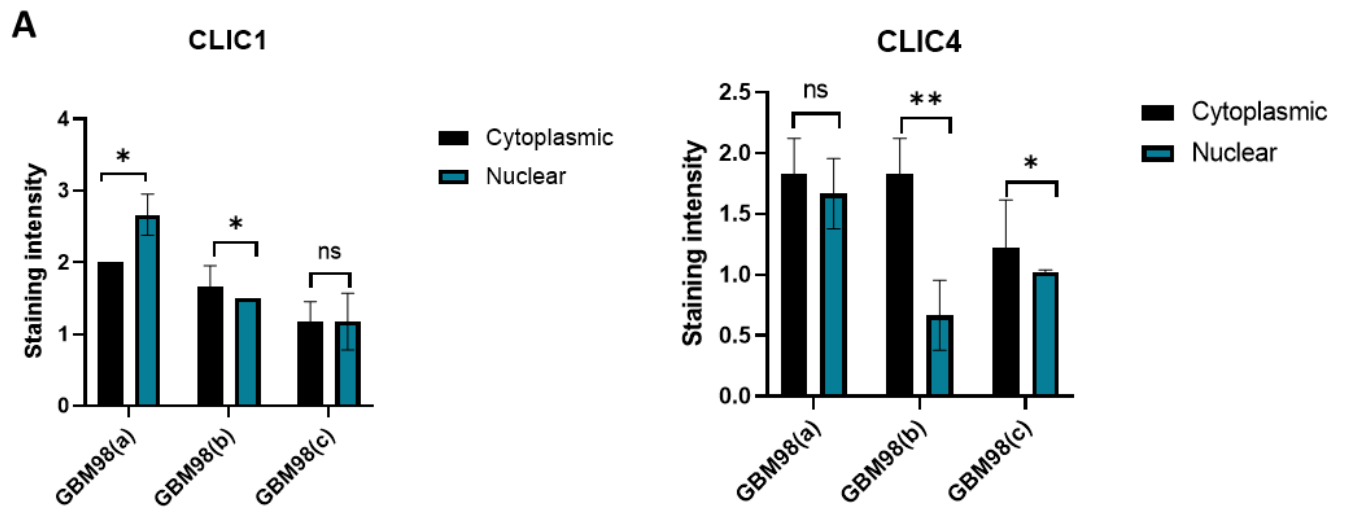 A
CLIC1
Staining intensity
4
3
2
1
0
*
*
ns
GBM98(a)
GBM98(b)
GBM98(c)
Cytoplasmic
Nuclear
CLIC4
Staining intensity
2.5
2.0
1.5
1.0
0.5
0.0
ns
**
*
GBM98(a)
GBM98(b)
GBM98(c)
Cytoplasmic
Nuclear